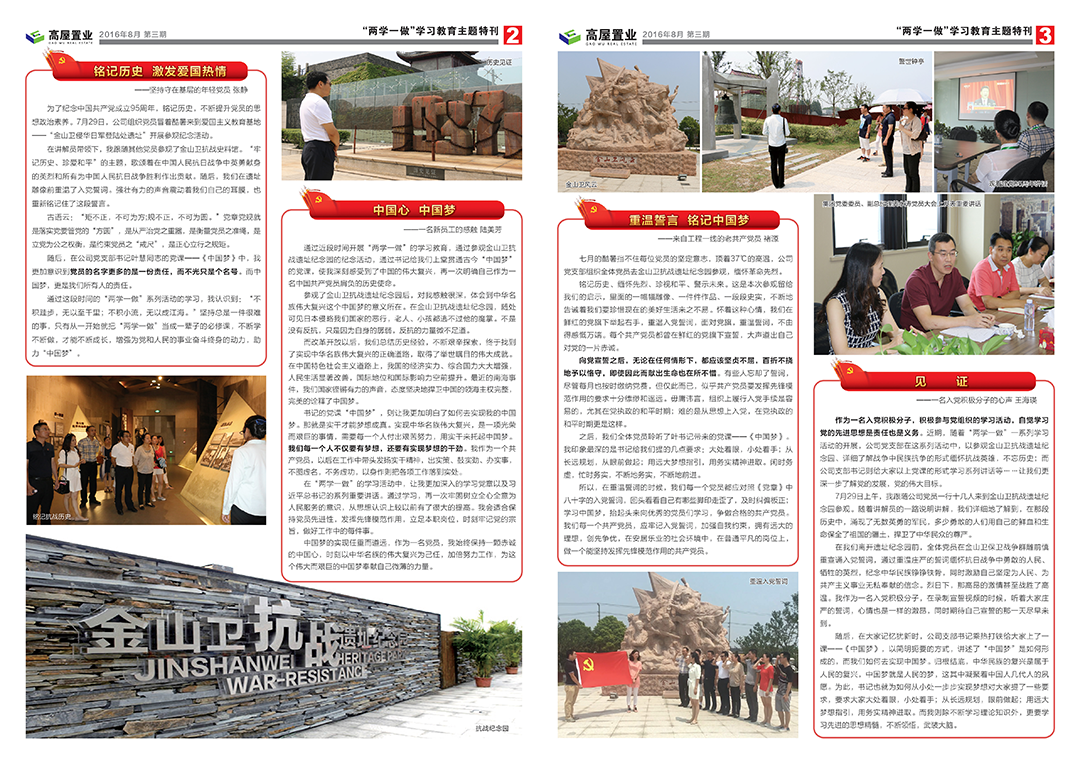 高屋置业
GAO WU REAL ESTATE
2016年8月 第三期
“两学一做”学习教育主题特刊 2
铭记历史 激发爱国热情
——坚持守在基层的年轻党员 张静
为了纪念中国共产党成立95周年，铭记历史，不断提升党员的思
想政治素养，7月29日，公司组织党员冒着酷暑来到爱国主义教育基地
——“金山卫侵华日军登陆处遗址”开展参观纪念活动。
在讲解员带领下，我跟随其他党员参观了金山卫抗战史料馆。“牢
记历史，珍爱和平”的主题，歌颂着在中国人民抗日战争中英勇献身
的英烈和所有为中国人民抗日战争胜利作出贡献，随后，我们在遗址
雕像前重温了入党誓词，强壮有力的声音震动着我们自己的耳膜，也
重新铭记住了这段誓言。
古语云：“矩不正，不可为方;规不正，不可为圆。”党章党规就
是落实党要管党的“方圆”，是从严治党之重器，是衡量党员之准绳，是
立党为公之权衡，是约束党员之“戒尺”，是正心立行之规矩。
随后，在公司党支部书记叶慧同志的党课——《中国梦》中，我
更加意识到党员的名字更多的是一份责任，而不光只是个名号。而中
国梦，更是我们所有人的责任。
通过这段时间的“两学一做”系列活动的学习，我认识到：“不
积跬步，无以至千里；不积小流，无以成江海。”坚持总是一件很难
的事，只有从一开始就把“两学一做”当成一辈子的必修课，不断学
不断做，才能不断成长，增强为党和人民的事业奋斗终身的动力，助
力“中国梦”。
铭记抗战历史
历史见证
中国心 中国梦
——一名新员工的感触 陆美芳
通过近段时间开展“两学一做”的学习教育，通过参观金山卫抗
战遗址纪念园的纪念活动，通过书记给我们上堂贯通古今“中国梦”
的党课。使我深刻感受到了中国的伟大复兴，再一次明确自己作为一
名中国共产党员肩负的历史使命。
参观了金山卫抗战遗址纪念园后，对我感触很深，体会到中华名
族伟大复兴这个中国梦的意义所在。在金山卫抗战遗址纪念园，随处
可见日本侵略我们国家的恶行，老人、小孩都逃不过他的魔掌。不是
没有反抗，只是因为自身的孱弱，反抗的力量微不足道。
而改革开放以后，我们总结历史经验，不断艰辛探索，终于找到
了实现中华名族伟大复兴的正确道路，取得了举世瞩目的伟大成就。
在中国特色社会主义道路上，我国的经济实力、综合国力大大增强，
人民生活显著改善，国际地位和国际影响力空前提升。最近的南海事
件，我们国家铿锵有力的声音，态度坚决地捍卫中国的领海主权完整，
完美的诠释了中国梦。
书记的党课“中国梦”，则让我更加明白了如何去实现我的中国
梦。那就是实干才能梦想成真。实现中华名族伟大复兴，是一项光荣
而艰巨的事情，需要每一个人付出艰苦努力，用实干来托起中国梦。
我们每一个人不仅要有梦想，还要有实现梦想的干劲。我作为一个共
产党员，以后在工作中带头发扬实干精神，出实策、鼓实劲、办实事，
不图虚名，不务虚功，以身作则把各项工作落到实处。
在“两学一做”的学习活动中，让我更加深入的学习党章以及习
近平总书记的系列重要讲话。通过学习，再一次牢固树立全心全意为
人民服务的意识，从思想认识上较以前有了很大的提高。我会适合保
持党员先进性，发挥先锋模范作用，立足本职岗位，时刻牢记党的宗
旨，做好工作中的每件事。
中国梦的实现任重而道远，作为一名党员，我始终保持一颗赤诚
的中国心，时刻以中华名族的伟大复兴为己任，加倍努力工作，为这
个伟大而艰巨的中国梦奉献自己微薄的力量。
金山卫抗战遗址纪念园
JINSHANWEI HERITAGE PARK
WAR-RESISTANCE
抗战纪念园
高屋置业
GAO WU REAL ESTATE
2016年8月 第三期
“两学一做”学习教育主题特刊 3
金山卫风云
警世钟亭
重温誓言 铭记中国梦
——来自工程一线的老共产党员 褚源
七月的酷暑挡不住每位党员的坚定意志，顶着37℃的高温，公司
党支部组织全体党员去金山卫抗战遗址纪念园参观，缅怀革命先烈。
铭记历史、缅怀先烈、珍视和平、警示未来，这是本次参观留给
我们的启示，里面的一幅幅雕像、一件件作品、一段段史实，不断地
告诫着我们要珍惜现在的美好生活来之不易。怀着这种心情，我们在
鲜红的党旗下举起右手，重温入党誓词，面对党旗，重温誓词，不由
得感慨万端，每个共产党员都曾在鲜红的党旗下宣誓，大声道出自己
对党的一片赤诚。
向党宣誓之后，无论在任何情形下，都应该坚贞不屈，百折不挠
地予以恪守，即使因此而献出生命也在所不惜。有些人忘却了誓词，
尽管每月也按时缴纳党费，但仅此而已，似乎共产党员要发挥先锋模
范作用的要求十分缥缈和遥远。毋庸讳言，组织上履行入党手续是容
易的，尤其在党执政的和平时期；难的是从思想上入党，在党执政的
和平时期更是这样。
之后，我们全体党员聆听了叶书记带来的党课——《中国梦》。
我印象最深的是书记给我们提的几点要求：大处着眼，小处着手；从
长远规划，从眼前做起；用远大梦想指引，用务实精神进取。闲时务
虚，忙时务实，不断地务实，不断地前进。
所以，在重温誓词的时候，我们每一个党员都应对照《党章》中
八十字的入党誓词，回头看看自己有哪些脚印走歪了，及时纠偏扳正；
学习中国梦，抬起头来向优秀的党员们学习，争做合格的共产党员。
我们每一个共产党员，应牢记入党誓词，加强自我约束，拥有远大的
理想，创先争优，在安居乐业的社会环境中，在普通平凡的岗位上，
做一个能坚持发挥先锋模范作用的共产党员。
重温入党誓词
见 证
——一名入党积极分子的心声 王海瑛
作为一名入党积极分子，积极参与党组织的学习活动，自觉学习
党的先进思想是责任也是义务。近期，随着“两学一做”一系列学习
活动的开展，公司党支部在这系列活动中，以参观金山卫抗战遗址纪
念园，详细了解战争中民族抗争的形式缅怀抗战英雄，不忘历史；而
公司支部书记则给大家以上党课的形式学习系列讲话等……让我们更
深一步了解党的发展，党的伟大目标。
7月29日上午，我跟随公司党员一行十几人来到金山卫抗战遗址纪
念园参观，随着讲解员的一路说明讲解，我们详细地了解到，在那段
历史中，涌现了无数英勇的军民，多少勇敢的人们用自己的鲜血和生
命保全了祖国的疆土，捍卫了中华民众的尊严。
在我们离开遗址纪念园前，全体党员在金山卫保卫战争群雕前慎
重宣诵入党誓词，通过重温庄严的誓词缅怀抗日战争中勇敢的人民、
牺牲的英烈，纪念中华民族铮铮铁骨，同时激励自己坚定为人民、为
共产主义事业无私奉献的信念。烈日下，那高昂的激情甚至战胜了高
温。我作为一名入党积极分子，在录制宣誓视频的时候，听着大家庄
严的誓词，心情也是一样的激昂，同时期待自己宣誓的那一天尽早来
到。
随后，在大家记忆犹新时，公司支部书记乘热打铁给大家上了一
课——《中国梦》，以简明扼要的方式，讲述了“中国梦”是如何形
成的，而我们如何去实现中国梦，归根结底，中华民族的复兴是属于
人民的复兴，中国梦就是人民的梦，这其中凝聚着中国人几代人的夙
愿，为此，书记也就为如何从小处一步步实现梦想对大家提了一些要
求，要求大家大处着眼，小处着手；从长远规划，眼前做起；用远大
梦想指引，用务实精神进取。而我则除不断学习理论知识外，更要学
习先进的思想精髓，不断领悟，武装大脑。